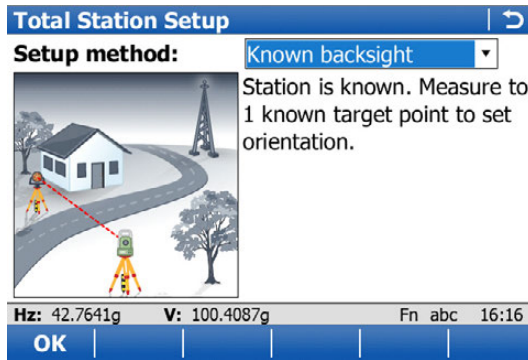 Total Station Setup
Setup method: Known backsight
Station is known. Measure to
1 known target point to set
orientation.
Hz: 42.7641g V: 100.4087g Fn abc 16:16
OK